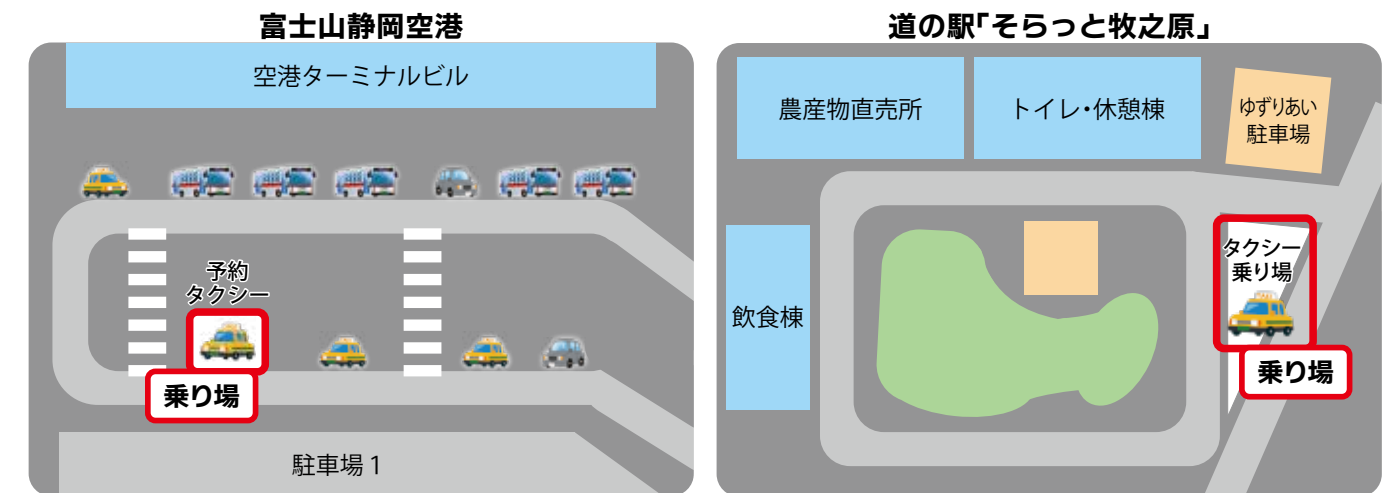 富士山静岡空港
空港ターミナルビル
予約
タクシー
乗り場
駐車場1
道の駅「そらっと牧之原」
農産物直売所
トイレ・休憩棟
ゆずりあい
駐車場
飲食棟
タクシー
乗り場
乗り場